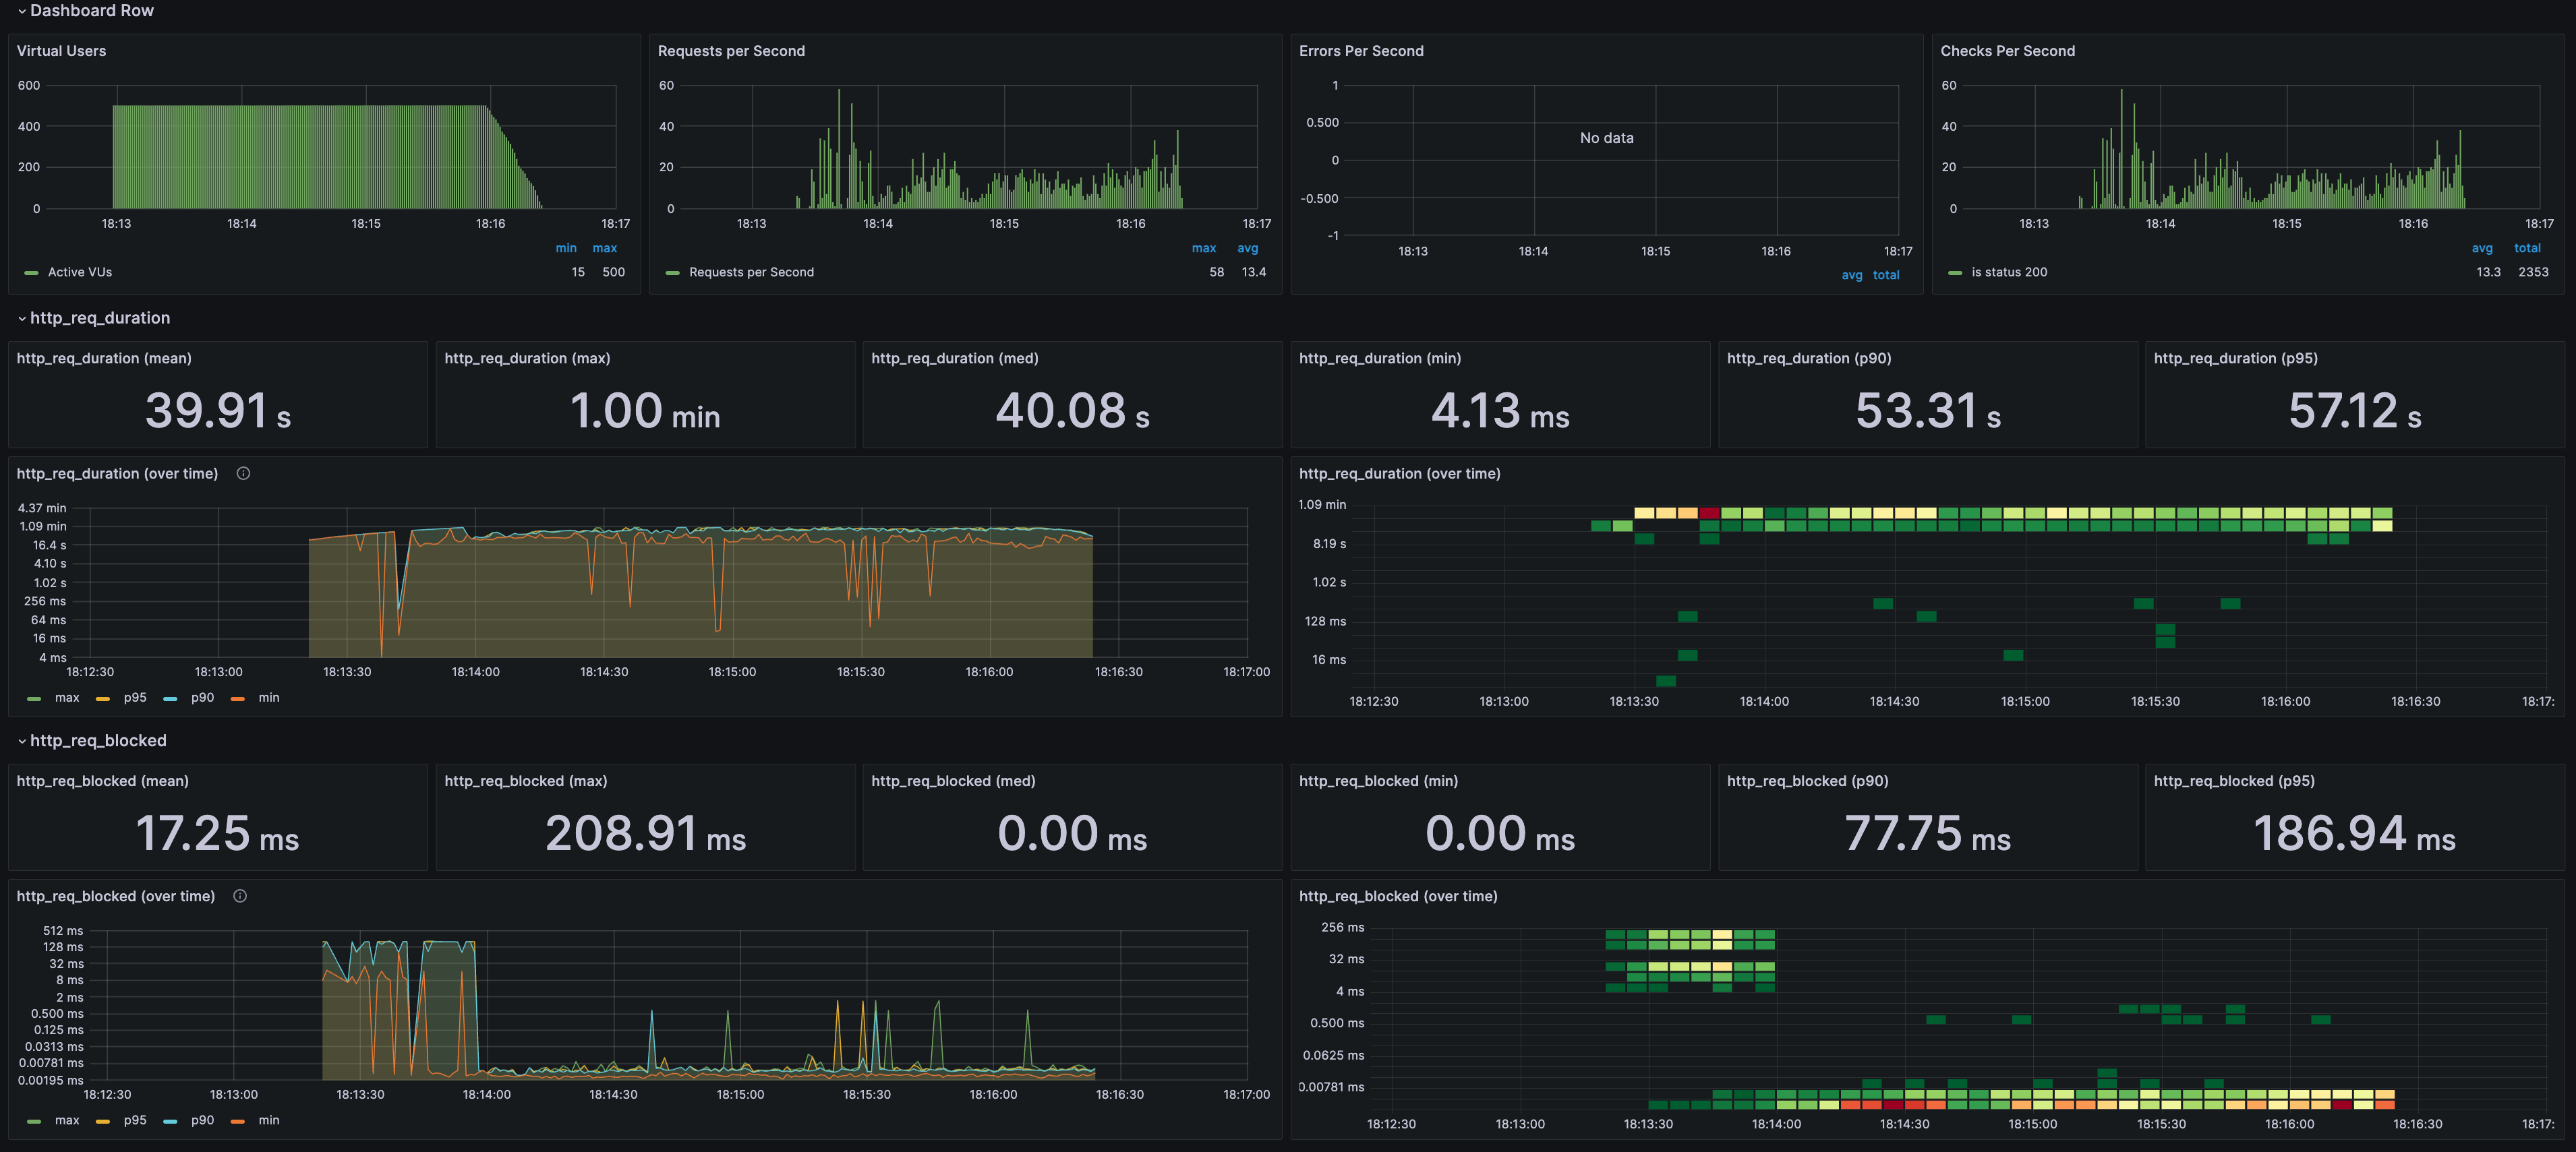 Dashboard Row
Virtual Users
600
400
200
0
18:13 18:14 18:15 18:16 18:17
min max
Active VUs 15 500
Requests per Second
60
40
20
0
18:13 18:14 18:15 18:16 18:17
max avg
Requests per Second 58 13.4
Errors Per Second
1
0.500
0
-0.500
-1
No data
18:13 18:14 18:15 18:16 18:17
avg total
Checks Per Second
60
40
20
0
18:13 18:14 18:15 18:16 18:17
avg total
is status 200 13.3 2353
http_req_duration
http_req_duration (mean)
39.91 s
http_req_duration (max)
1.00 min
http_req_duration (med)
40.08 s
http_req_duration (min)
4.13 ms
http_req_duration (p90)
53.31 s
http_req_duration (p95)
57.12 s
http_req_duration (over time)
4.37 min
1.09 min
16.4 s
4.10 s
1.02 s
256 ms
64 ms
16 ms
4 ms
18:12:30 18:13:00 18:13:30 18:14:00 18:14:30 18:15:00 18:15:30 18:16:00 18:16:30 18:17:00
max p95 p90 min
http_req_duration (over time)
1.09 min
8.19 s
1.02 s
128 ms
16 ms
18:12:30 18:13:00 18:13:30 18:14:00 18:14:30 18:15:00 18:15:30 18:16:00 18:16:30 18:17:
http_req_blocked
http_req_blocked (mean)
17.25 ms
http_req_blocked (max)
208.91 ms
http_req_blocked (med)
0.00 ms
http_req_blocked (min)
0.00 ms
http_req_blocked (p90)
77.75 ms
http_req_blocked (p95)
186.94 ms
http_req_blocked (over time)
512 ms
128 ms
32 ms
8 ms
2 ms
0.500 ms
0.125 ms
0.0313 ms
0.00781 ms
0.00195 ms
18:12:30 18:13:00 18:13:30 18:14:00 18:14:30 18:15:00 18:15:30 18:16:00 18:16:30 18:17:00
max p95 p90 min
http_req_blocked (over time)
256 ms
32 ms
4 ms
0.500 ms
0.0625 ms
0.00781 ms
18:12:30 18:13:00 18:13:30 18:14:00 18:14:30 18:15:00 18:15:30 18:16:00 18:16:30 18:17: